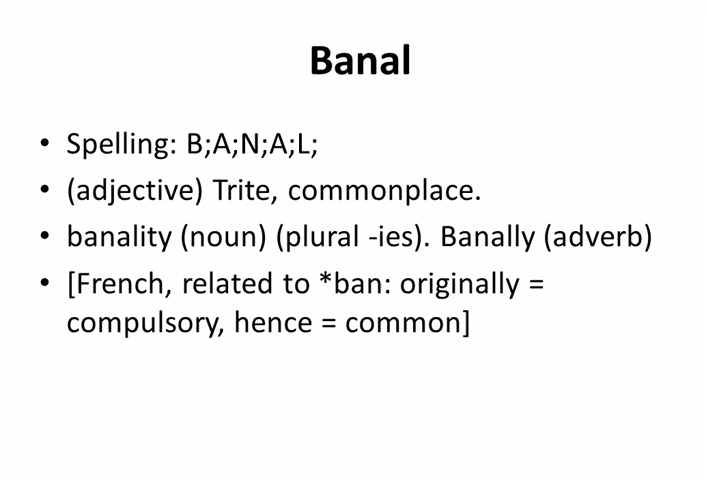 Banal
• Spelling: B;A;N;A;L;
• (adjective) Trite, commonplace.
• banality (noun) (plural -ies). Banally (adverb)
• [French, related to *ban: originally =
compulsory, hence = common]